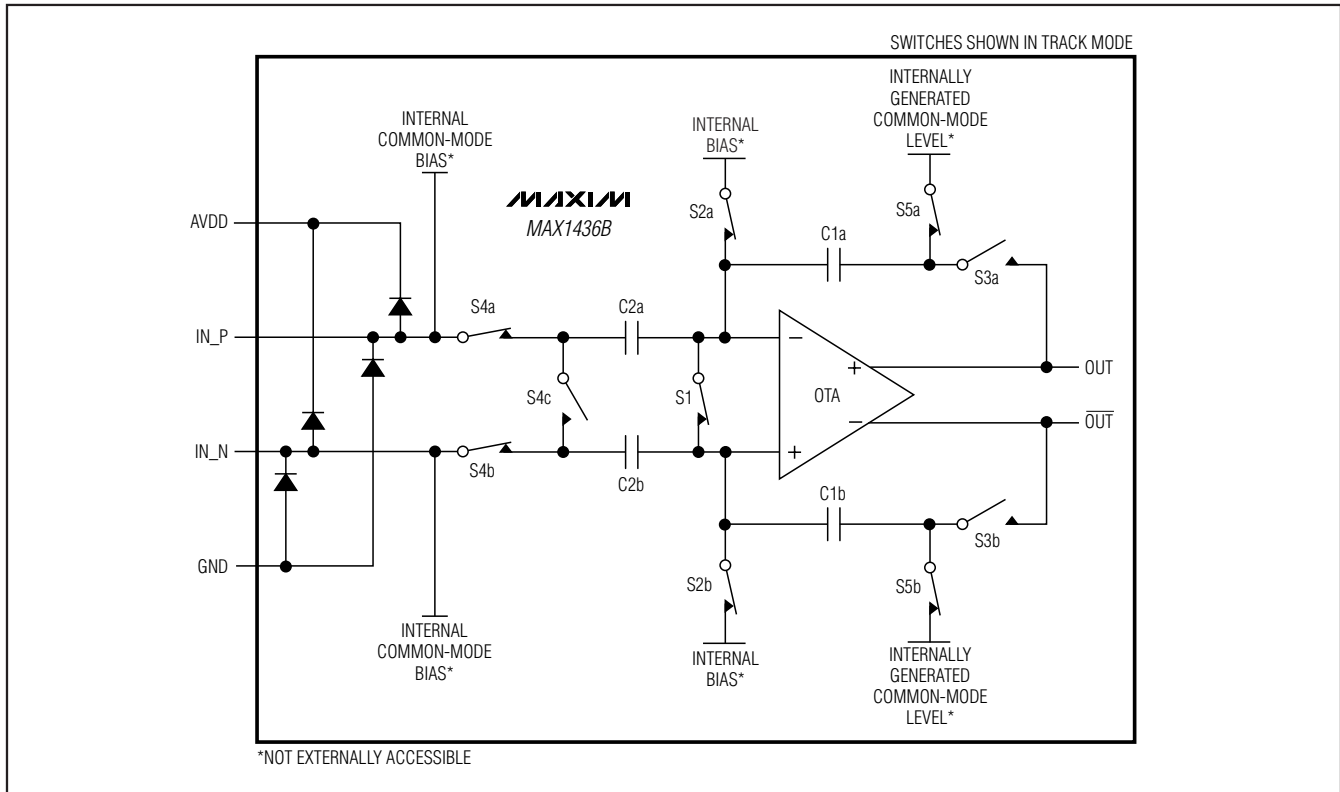 SWITCHES SHOWN IN TRACK MODE
INTERNALLY
GENERATED
COMMON-MODE
LEVEL*
INTERNAL
COMMON-MODE
BIAS*
INTERNAL
BIAS*
MAXIM
MAX1436B
AVDD
S2a
S5a
C1a
S3a
S4a
C2a
IN_P
OUT
S4c
S1
OTA
OUT
IN_N
S4b
C2b
C1b
S3b
GND
S2b
S5b
INTERNAL
COMMON-MODE
BIAS*
INTERNAL
BIAS*
INTERNALLY
GENERATED
COMMON-MODE
LEVEL*
*NOT EXTERNALLY ACCESSIBLE